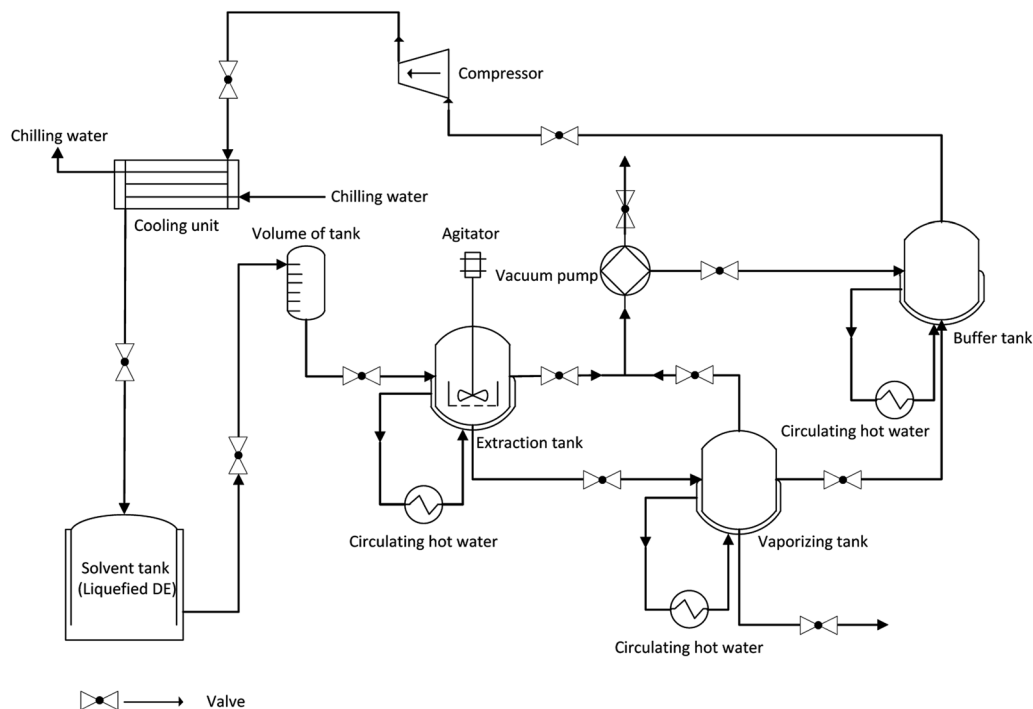 Compressor
Chilling water
Chilling water
Cooling unit
Volume of tank
Agitator
Vacuum pump
Buffer tank
Circulating hot water
Extraction tank
Circulating hot water
Vaporizing tank
Solvent tank
(Liquefied DE)
Circulating hot water
Valve